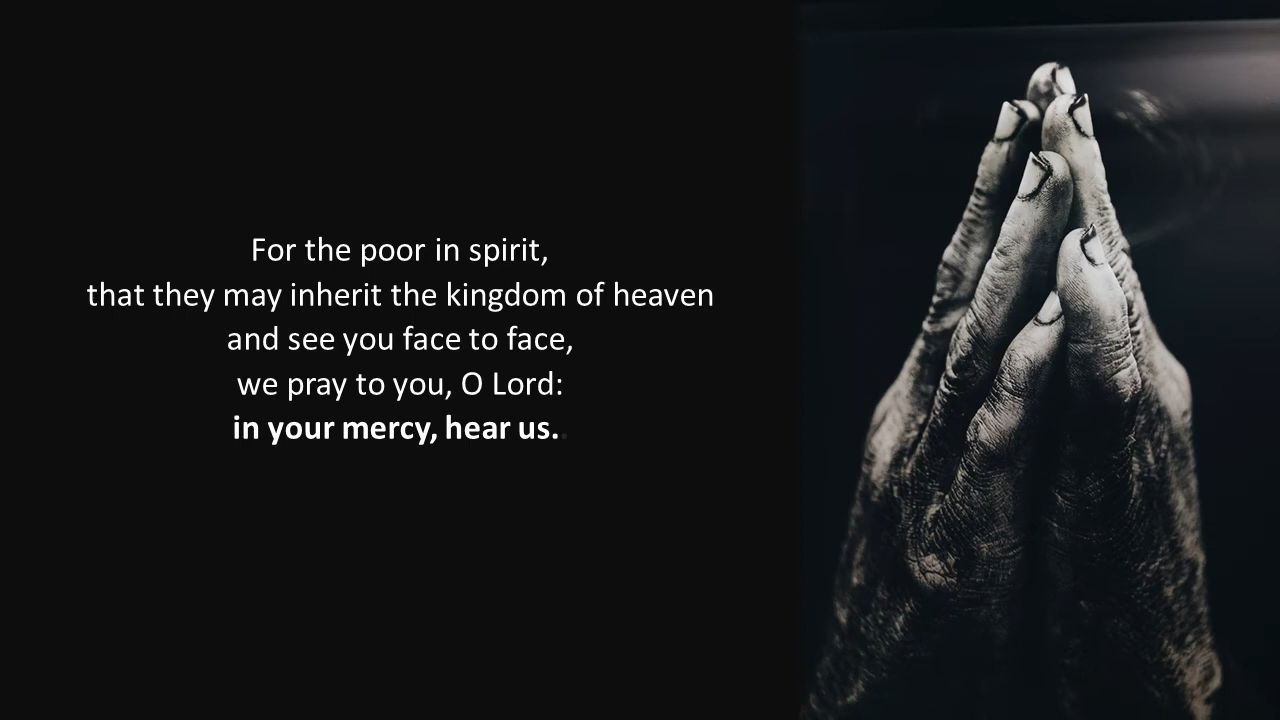 For the poor in spirit,
that they may inherit the kingdom of heaven
and see you face to face,
we pray to you, O Lord:
in your mercy, hear us..